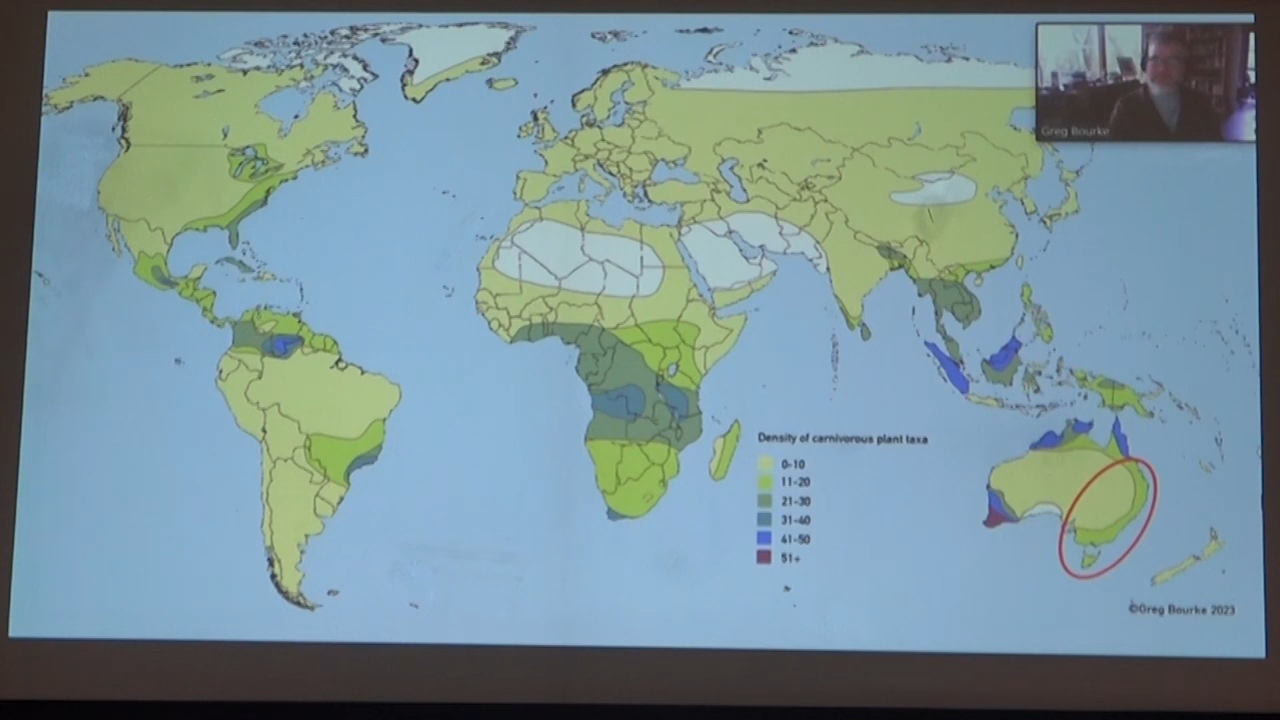 Greg Bourke
Density of carnivorous plant taxa
0-10
11-20
21-30
31-40
41-50
51+
©Greg Bourke 2023